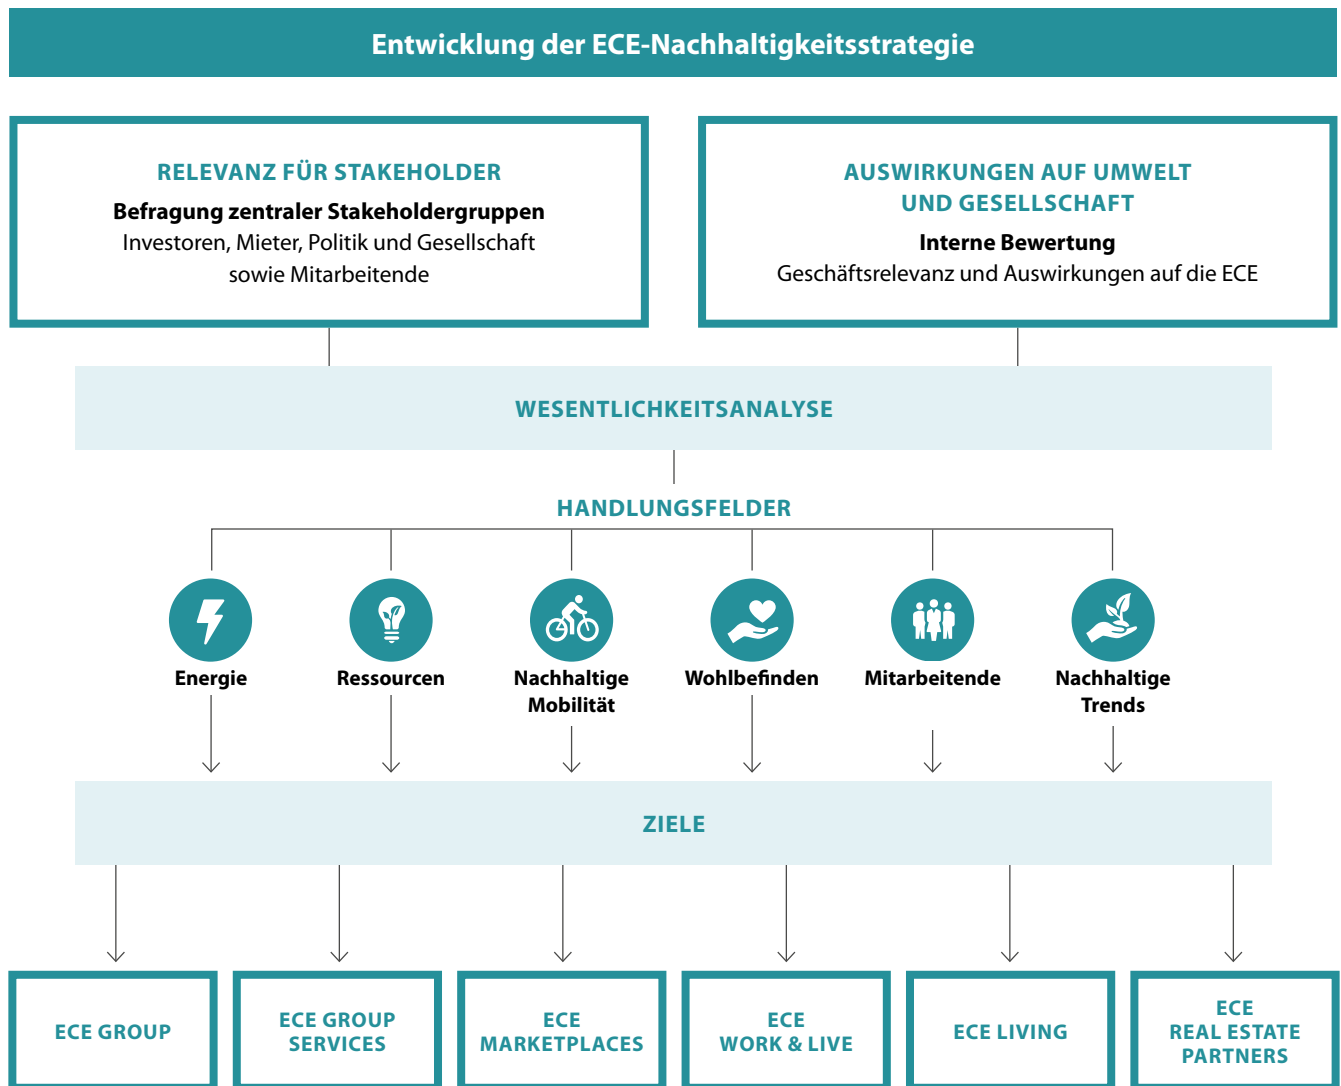 Entwicklung der ECE-Nachhaltigkeitsstrategie
RELEVANZ FÜR STAKEHOLDER
Befragung zentraler Stakeholdergruppen
Investoren, Mieter, Politik und Gesellschaft
sowie Mitarbeitende
AUSWIRKUNGEN AUF UMWELT
UND GESELLSCHAFT
Interne Bewertung
Geschäftsrelevanz und Auswirkungen auf die ECE
WESENTLICHKEITSANALYSE
HANDLUNGSFELDER
Energie
Ressourcen
Nachhaltige
Mobilität
Wohlbefinden
Mitarbeitende
Nachhaltige
Trends
ZIELE
ECE GROUP
ECE GROUP
SERVICES
ECE
MARKETPLACES
ECE
WORK & LIVE
ECE LIVING
ECE
REAL ESTATE
PARTNERS